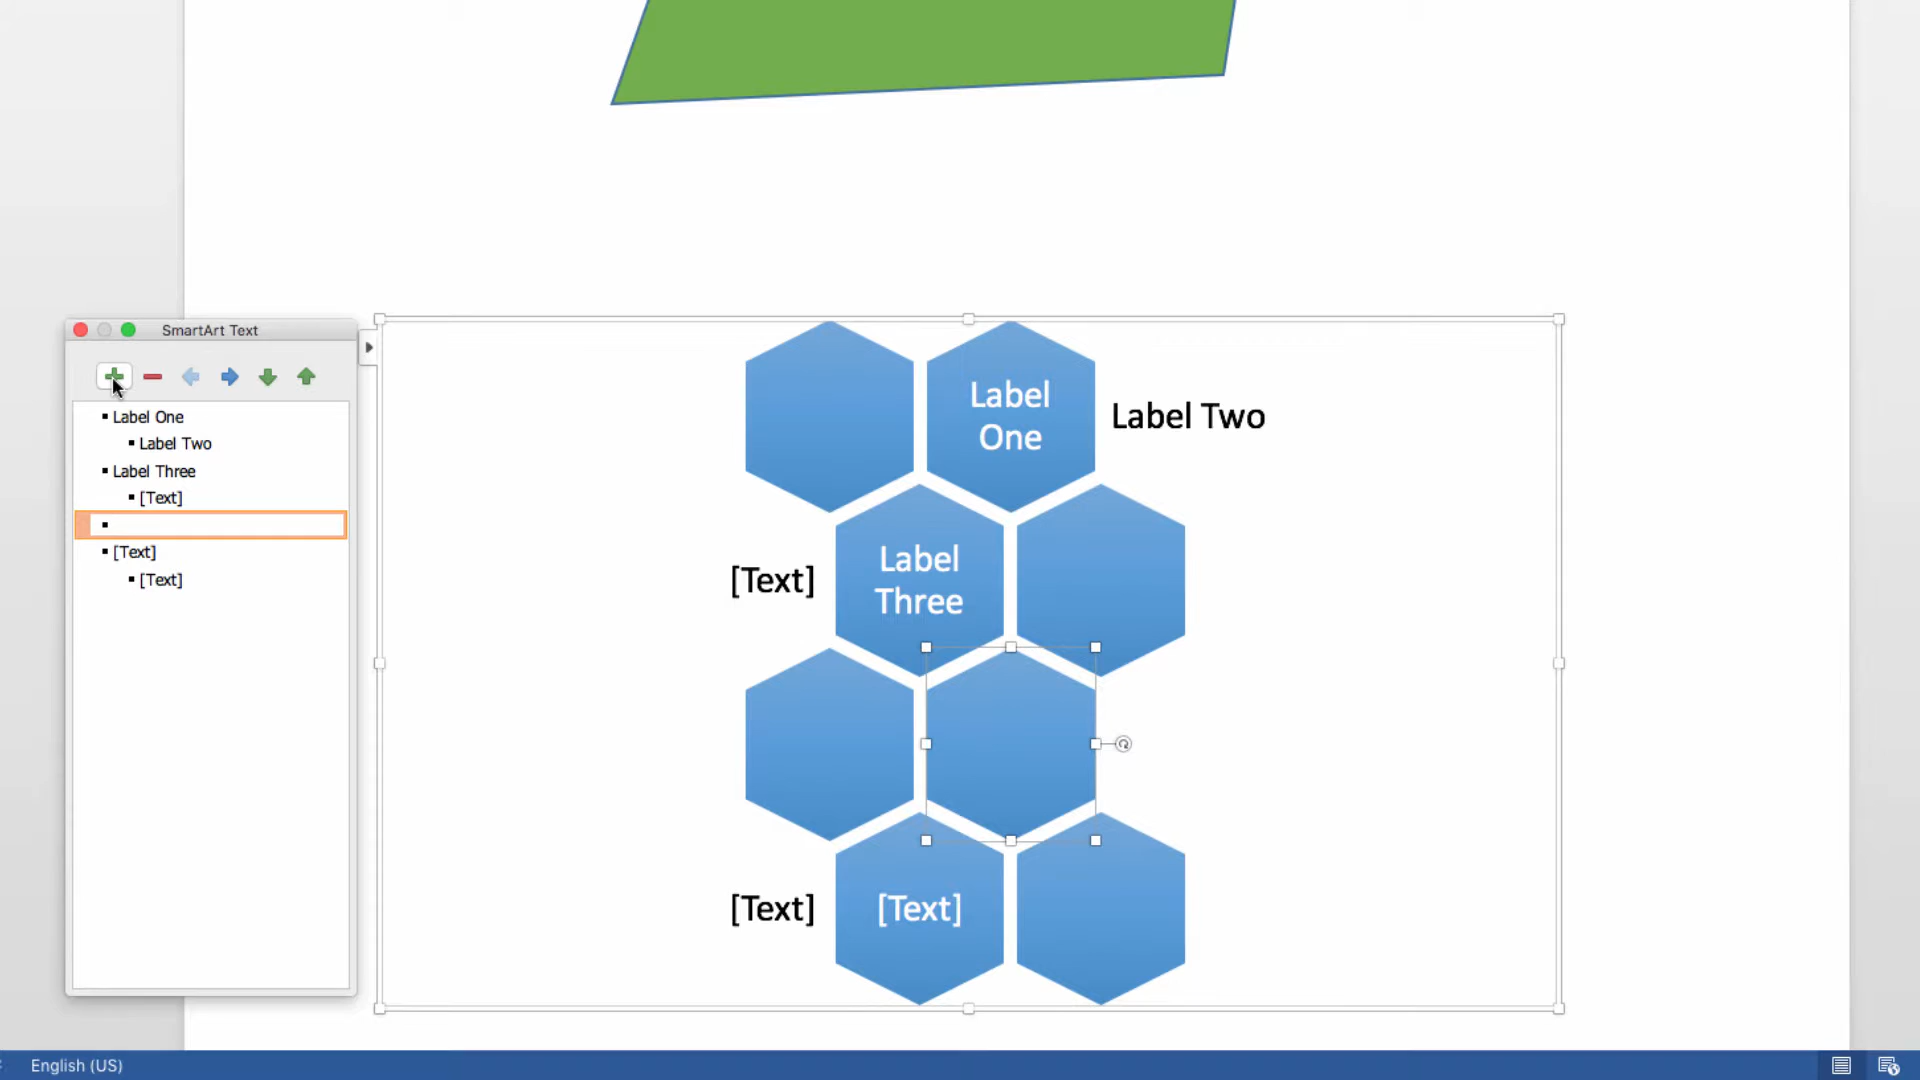 SmartArt Text
Label One
Label Two
Label Three
[Text]
[Text]
[Text]
Label
One
Label Two
[Text]
Label
Three
[Text]
[Text]
English (US)